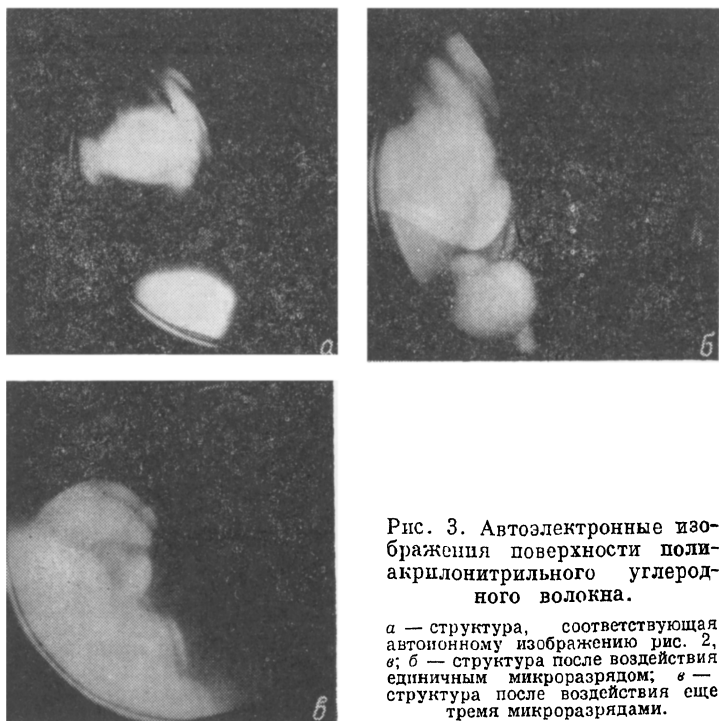 а
б
в
Рис. 3. Автоэлектронные изо-
бражения поверхности поли-
акрилонитрильного углерод-
ного волокна.
а — структура, соответствующая
автоионному изображению рис. 2,
в; б — структура после воздействия
единичным микроразрядом; в —
структура после воздействия еще
тремя микроразрядами.